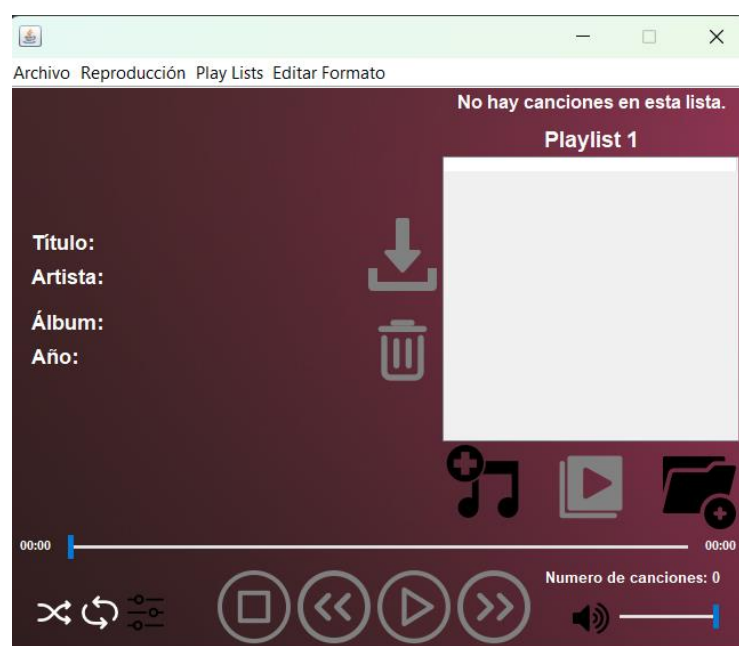 Archivo Reproducción Play Lists Editar Formato
No hay canciones en esta lista.
Playlist 1
Título:
Artista:
Álbum:
Año:
00:00
00:00
Numero de canciones: 0